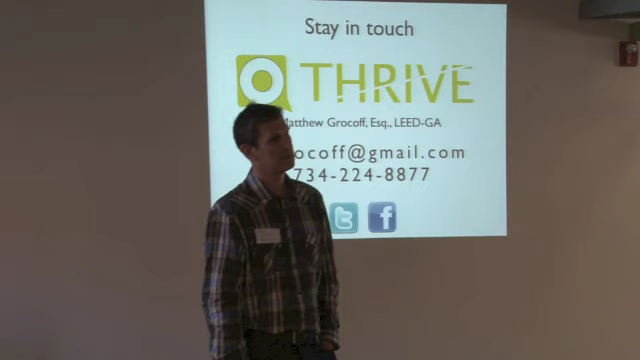 Stay in touch
THRIVE
Matthew Grocoff, Esq., LEED-GA
ocoff@gmail.com
734-224-8877
t
f